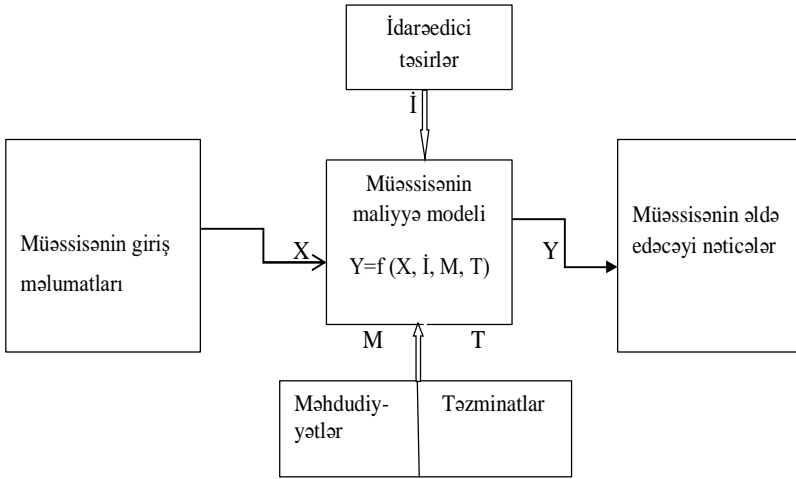 İdarəedici
təsirlər
İ
Müəssisənin giriş
məlumatları
X
Müəssisənin
maliyyə modeli
Y=f (X, İ, M, T)
Y
Müəssisənin əldə
edəcəyi nəticələr
M
T
Məhdudiy-
yətlər
Təzminatlar